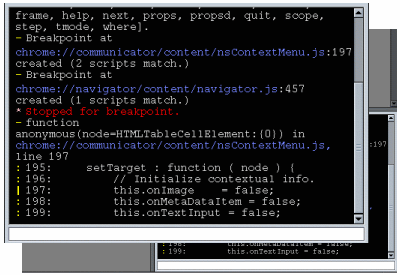 frame, help, next, props, propsd, quit, scope,
step, tmode, where].
– Breakpoint at
chrome://communicator/content/nsContextMenu.js:197
created (2 scripts match.)
– Breakpoint at
chrome://navigator/content/navigator.js:457
created (1 scripts match.)
* Stopped for breakpoint.
– function
anonymous(node=HTMLTableCellElement:{0}) in
chrome://communicator/content/nsContextMenu.js,
line 197
: 195: setTarget : function ( node ) {
: 196: // Initialize contextual info.
| 197: this.onImage = false;
: 198: this.onMetaDataItem = false;
: 199: this.onTextInput = false;
: 198: this.onMetaDataItem = false;
: 199: this.onTextInput = false;